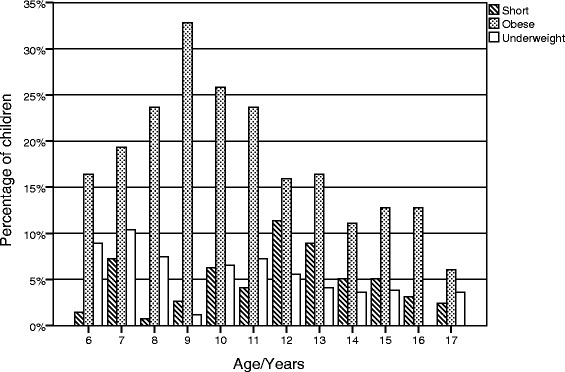 Short
Obese
Underweight
35%
30%
25%
20%
15%
10%
5%
0%
Percentage of children
6 7 8 9 10 11 12 13 14 15 16 17
Age/Years